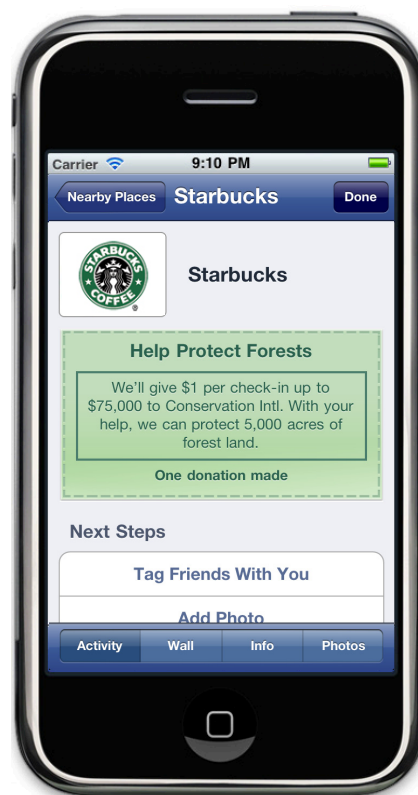 Carrier 9:10 PM
Nearby Places Starbucks Done
STARBUCKS
COFFEE
®
Starbucks
Help Protect Forests
We'll give $1 per check-in up to
$75,000 to Conservation Intl. With your
help, we can protect 5,000 acres of
forest land.
One donation made
Next Steps
Tag Friends With You
Add Photo
Activity Wall Info Photos